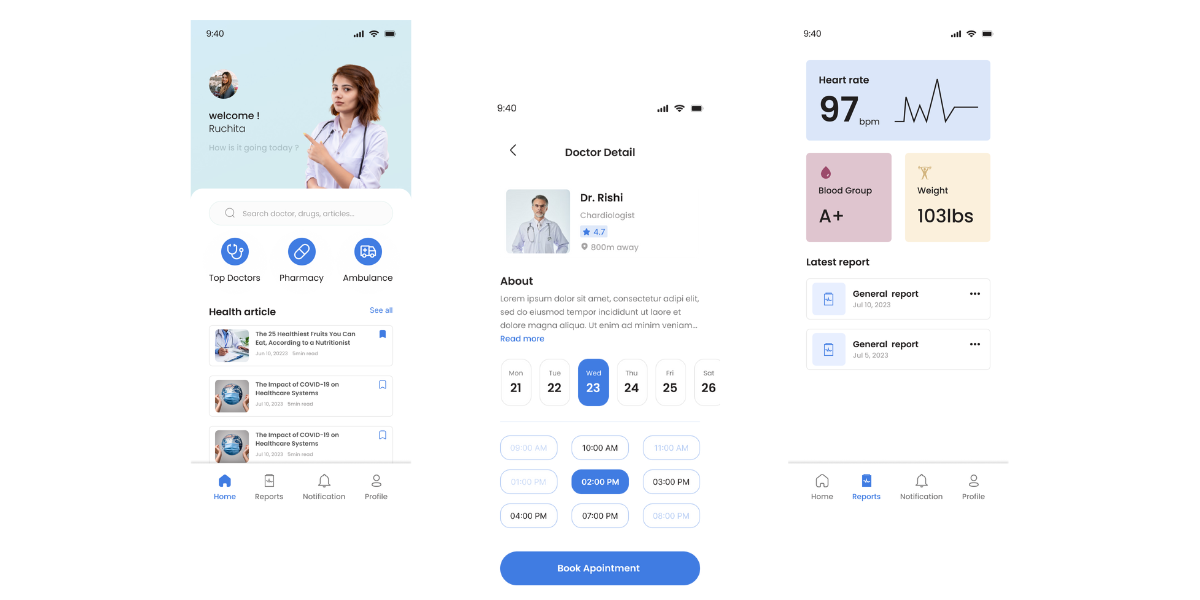 9:40
welcome !
Ruchita
How is it going today ?
Search doctor, drugs, articles...
Top Doctors
Pharmacy
Ambulance
Health article
See all
The 25 Healthiest Fruits You Can
Eat, According to a Nutritionist
Jun 10, 20223 5min read
The Impact of COVID-19 on
Healthcare Systems
Jul 10, 2023 5min read
The Impact of COVID-19 on
Healthcare Systems
Jul 10, 2023 5min read
Home
Reports
Notification
Profile
9:40
Doctor Detail
Dr. Rishi
Chardiologist
4.7
800m away
About
Lorem ipsum dolor sit amet, consectetur adipi elit,
sed do eiusmod tempor incididunt ut laore et
dolore magna aliqua. Ut enim ad minim veniam...
Read more
Mon
21
Tue
22
Wed
23
Thu
24
Fri
25
Sat
26
09:00 AM
10:00 AM
11:00 AM
01:00 PM
02:00 PM
03:00 PM
04:00 PM
07:00 PM
08:00 PM
Book Apointment
9:40
Heart rate
97 bpm
Blood Group
A+
Weight
103lbs
Latest report
General report
Jul 10, 2023
General report
Jul 5, 2023
Home
Reports
Notification
Profile